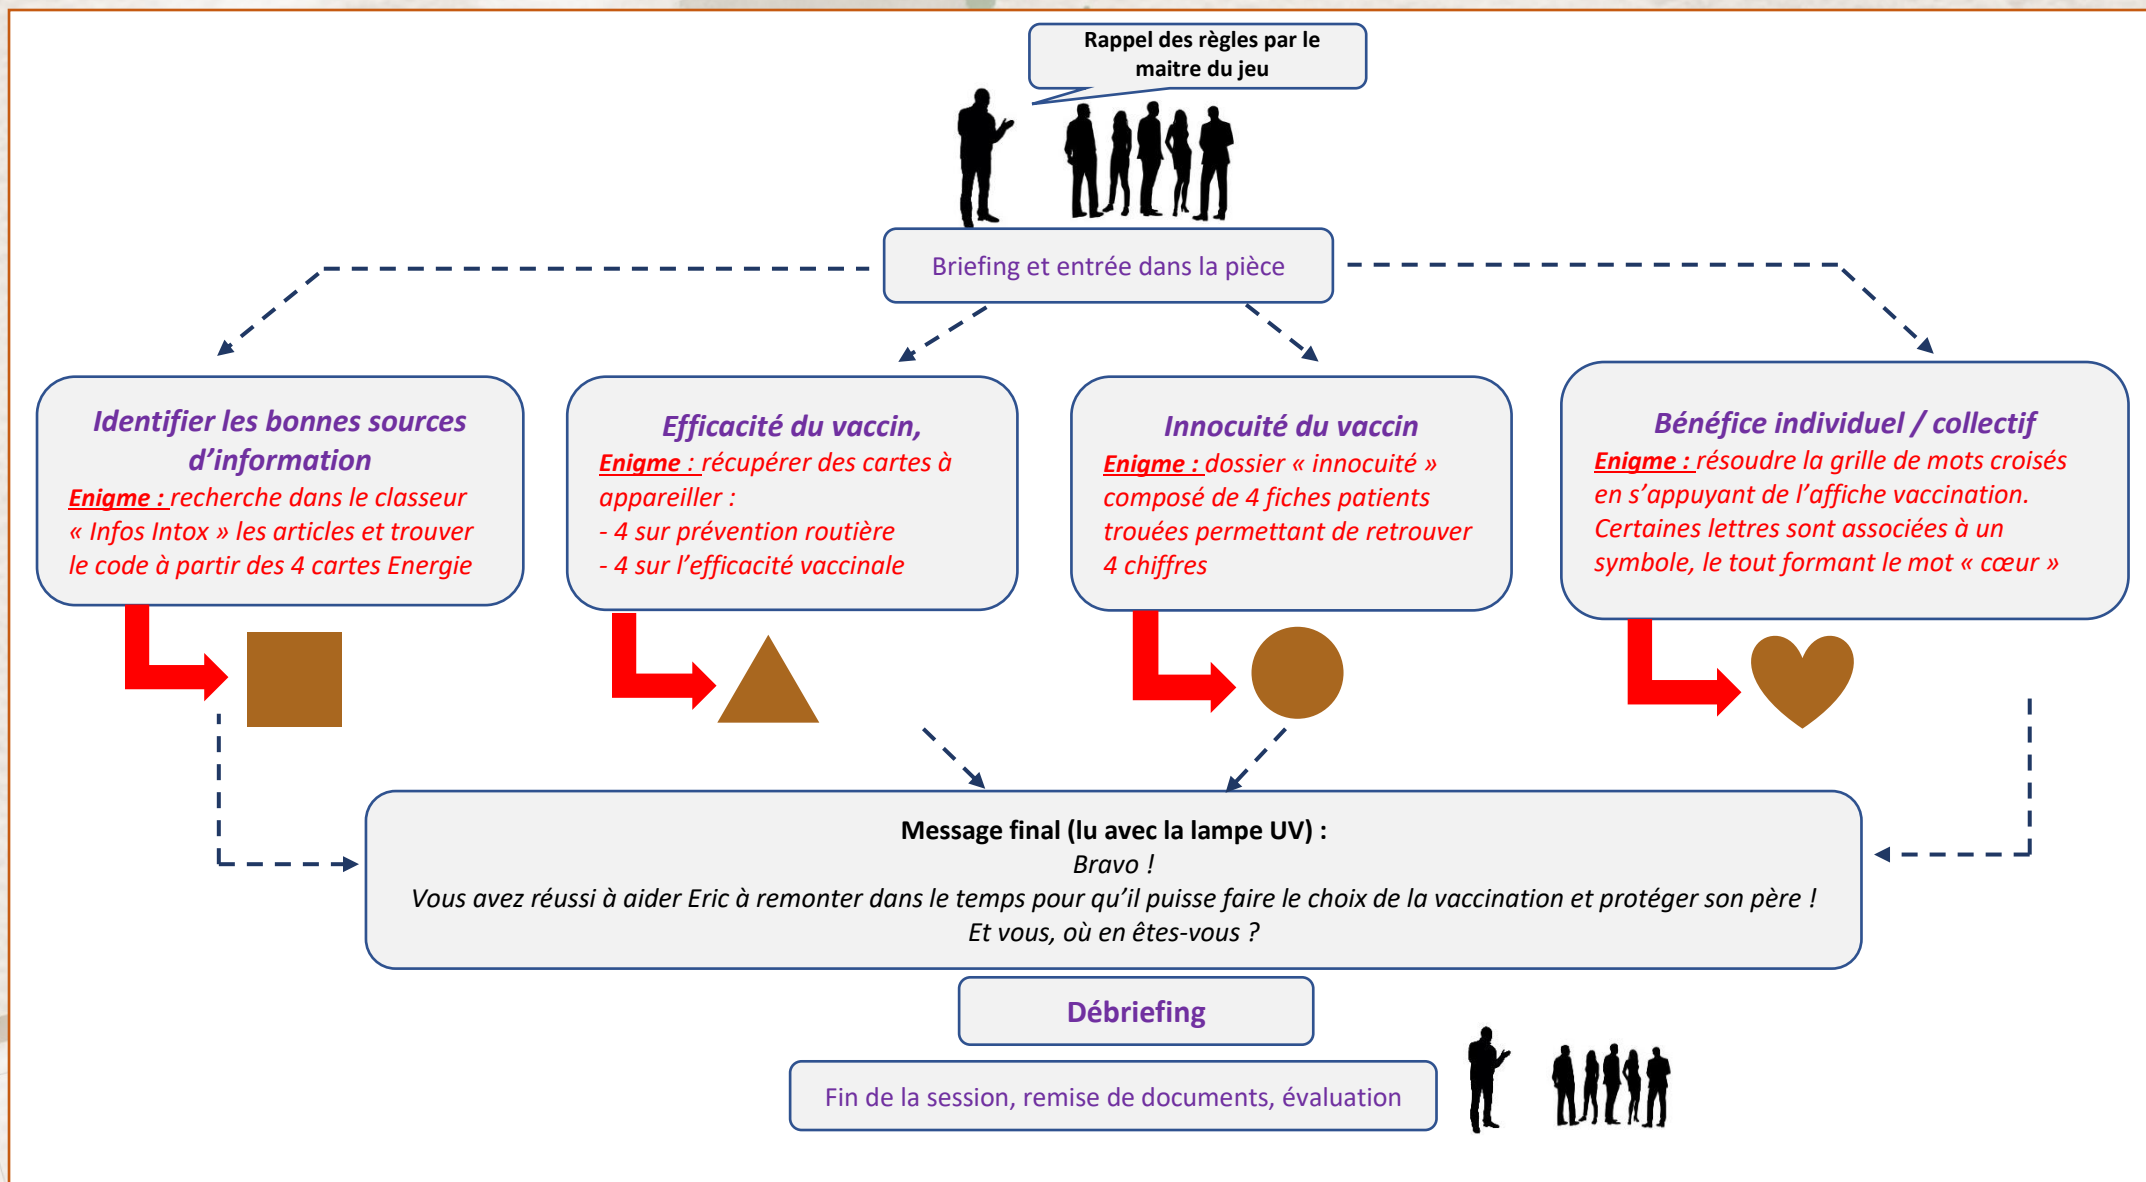 Rappel des règles par le
maitre du jeu
Briefing et entrée dans la pièce
Identifier les bonnes sources
d’information
Enigme : recherche dans le classeur
« Infos Intox » les articles et trouver
le code à partir des 4 cartes Energie
Efficacité du vaccin,
Enigme : récupérer des cartes à
appareiller :
- 4 sur prévention routière
- 4 sur l’efficacité vaccinale
Innocuité du vaccin
Enigme : dossier « innocuité »
composé de 4 fiches patients
trouées permettant de retrouver
4 chiffres
Bénéfice individuel / collectif
Enigme : résoudre la grille de mots croisés
en s’appuyant de l’affiche vaccination.
Certaines lettres sont associées à un
symbole, le tout formant le mot « cœur »
Message final (lu avec la lampe UV) :
Bravo !
Vous avez réussi à aider Eric à remonter dans le temps pour qu’il puisse faire le choix de la vaccination et protéger son père !
Et vous, où en êtes-vous ?
Débriefing
Fin de la session, remise de documents, évaluation